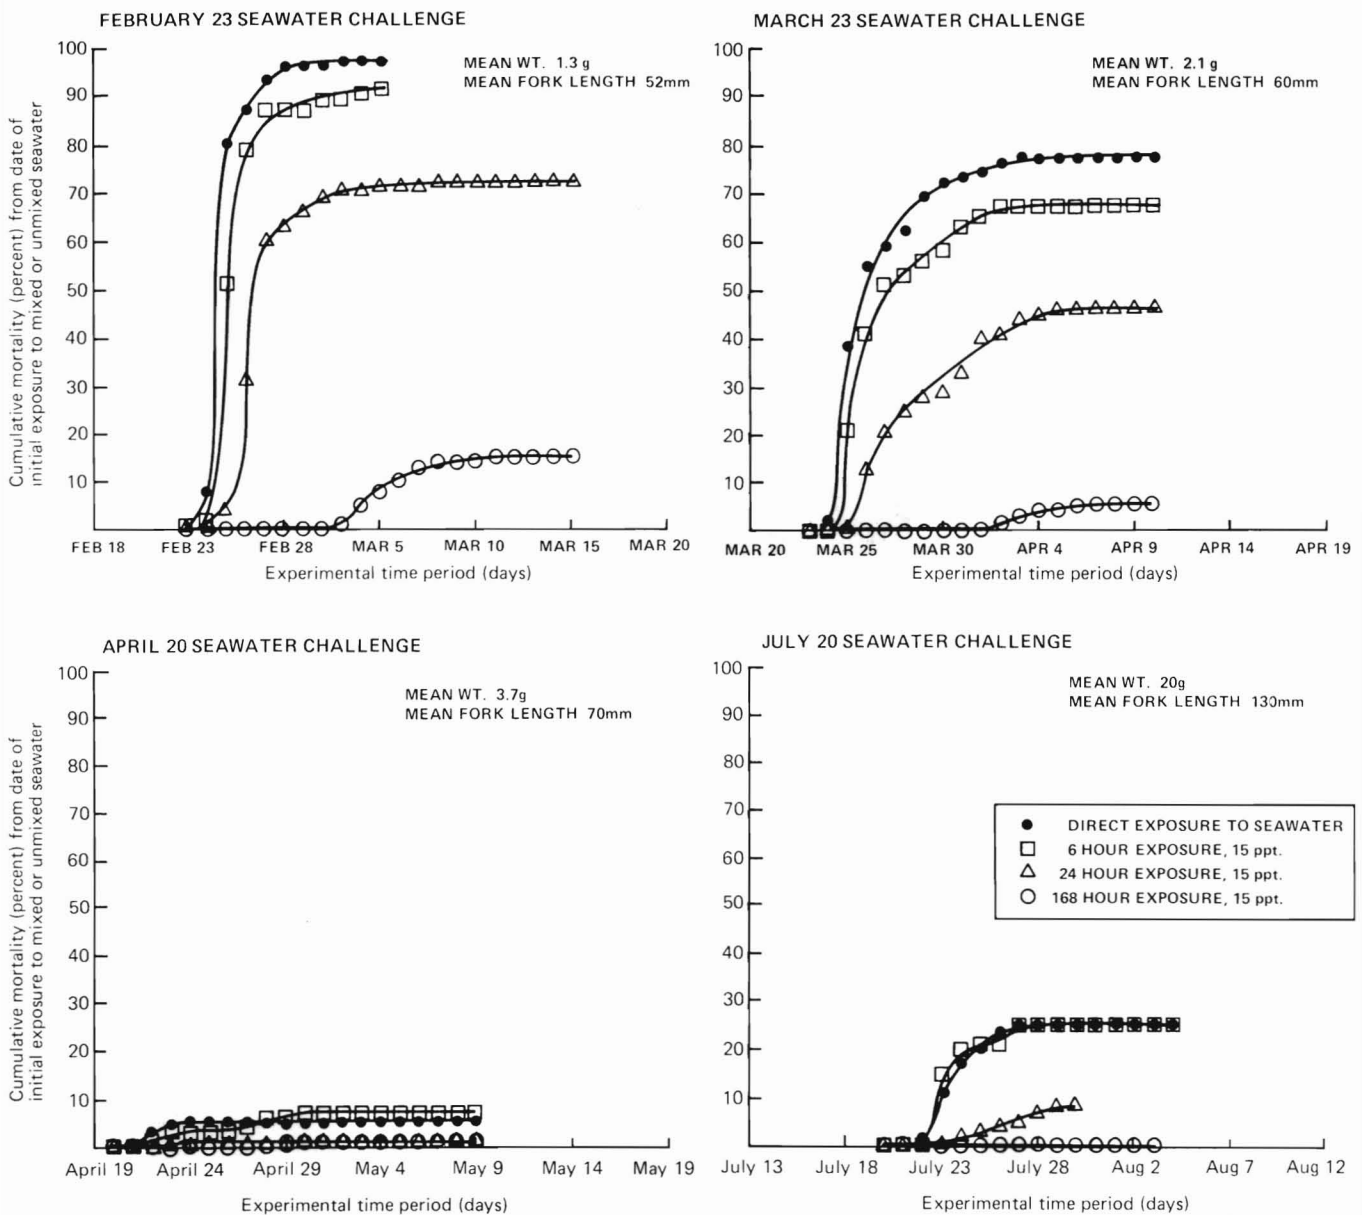 FEBRUARY 23 SEAWATER CHALLENGE
MEAN WT. 1.3 g
MEAN FORK LENGTH 52mm
Cumulative mortality (percent) from date of
initial exposure to mixed or unmixed seawater
100
90
80
70
60
50
40
30
20
10
FEB 18 FEB 23 FEB 28 MAR 5 MAR 10 MAR 15 MAR 20
Experimental time period (days)
MARCH 23 SEAWATER CHALLENGE
MEAN WT. 2.1 g
MEAN FORK LENGTH 60mm
100
90
80
70
60
50
40
30
20
10
MAR 20 MAR 25 MAR 30 APR 4 APR 9 APR 14 APR 19
Experimental time period (days)
APRIL 20 SEAWATER CHALLENGE
MEAN WT. 3.7g
MEAN FORK LENGTH 70mm
Cumulative mortality (percent) from date of
initial exposure to mixed or unmixed seawater
100
90
80
70
60
50
40
30
20
10
April 19 April 24 April 29 May 4 May 9 May 14 May 19
Experimental time period (days)
JULY 20 SEAWATER CHALLENGE
MEAN WT. 20g
MEAN FORK LENGTH 130mm
100
90
80
70
60
50
40
30
20
10
DIRECT EXPOSURE TO SEAWATER
6 HOUR EXPOSURE, 15 ppt.
24 HOUR EXPOSURE, 15 ppt.
168 HOUR EXPOSURE, 15 ppt.
July 13 July 18 July 23 July 28 Aug 2 Aug 7 Aug 12
Experimental time period (days)